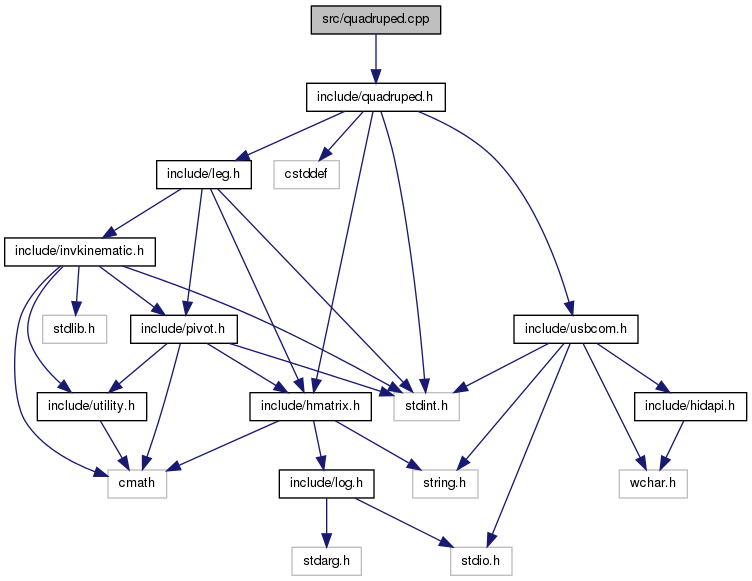 src/quadruped.cpp
include/quadruped.h
include/leg.h
cstddef
include/invkinematic.h
stdlib.h
include/pivot.h
include/usbcom.h
include/utility.h
include/hmatrix.h
stdint.h
include/hidapi.h
cmath
include/log.h
string.h
wchar.h
stdarg.h
stdio.h